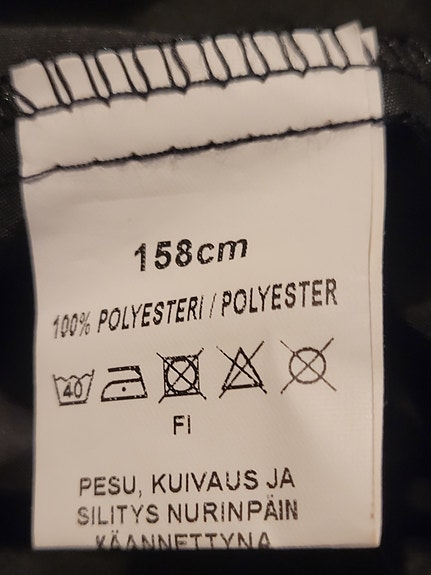 158cm
100% POLYESTERI / POLYESTER
40
FI
PESU, KUIVAUS JA
SILITYS NURINPÄIN
KÄÄNNETTYNÄ